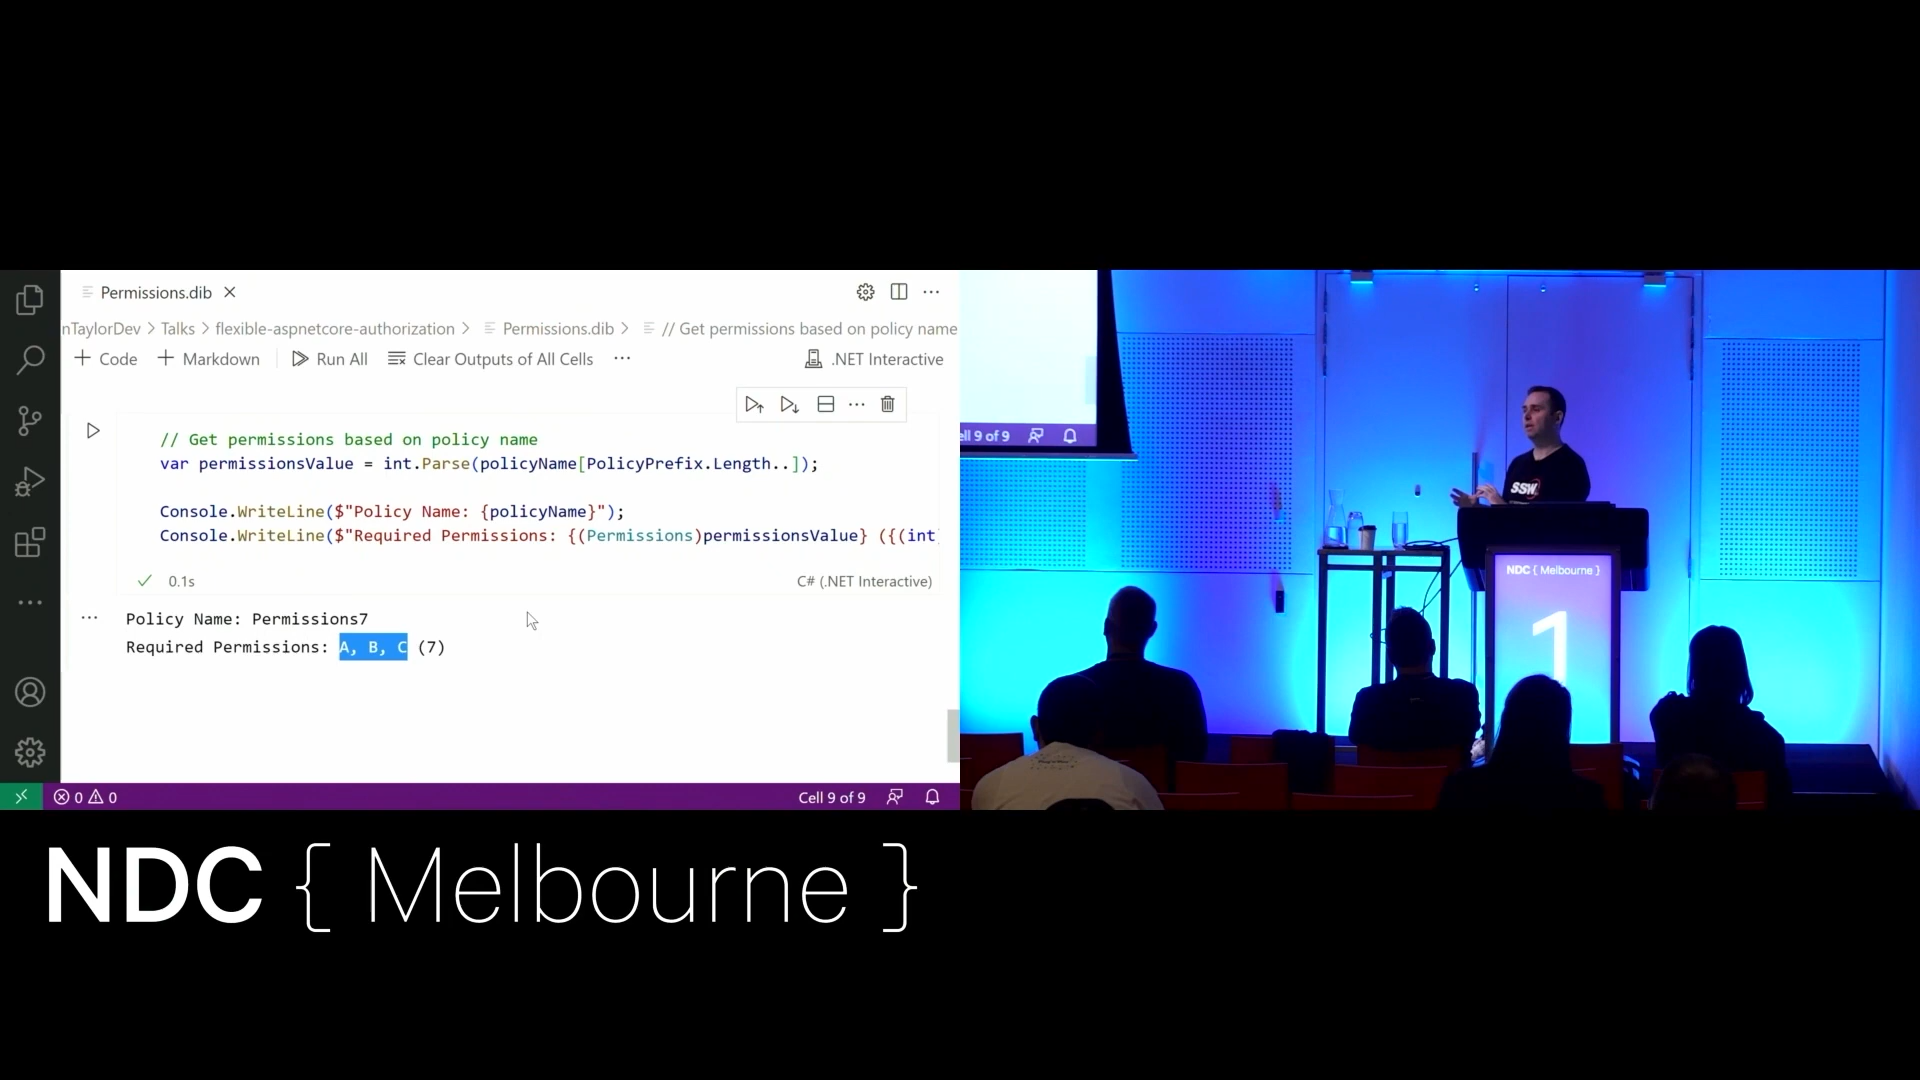 Permissions.dib
nTaylorDev > Talks > flexible-aspnetcore-authorization > Permissions.dib > // Get permissions based on policy name
+ Code + Markdown Run All Clear Outputs of All Cells ... .NET Interactive
// Get permissions based on policy name
var permissionsValue = int.Parse(policyName[PolicyPrefix.Length..]);
Console.WriteLine($"Policy Name: {policyName}");
Console.WriteLine($"Required Permissions: {(Permissions)permissionsValue} ({(int
0.1s C# (.NET Interactive)
Policy Name: Permissions7
Required Permissions: A, B, C (7)
0 0 Cell 9 of 9
ell 9 of 9
SSW
NDC { Melbourne }
1
NDC { Melbourne }